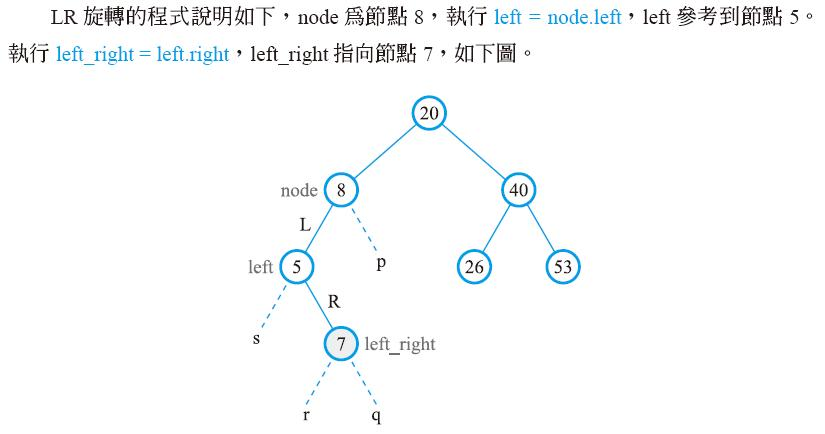 LR 旋轉的程式說明如下，node 為節點 8，執行 left = node.left，left 參考到節點 5。
執行 left_right = left.right，left_right 指向節點 7，如下圖。
20
node 8 40
L
left 5 p 26 53
R
s 7 left_right
r q